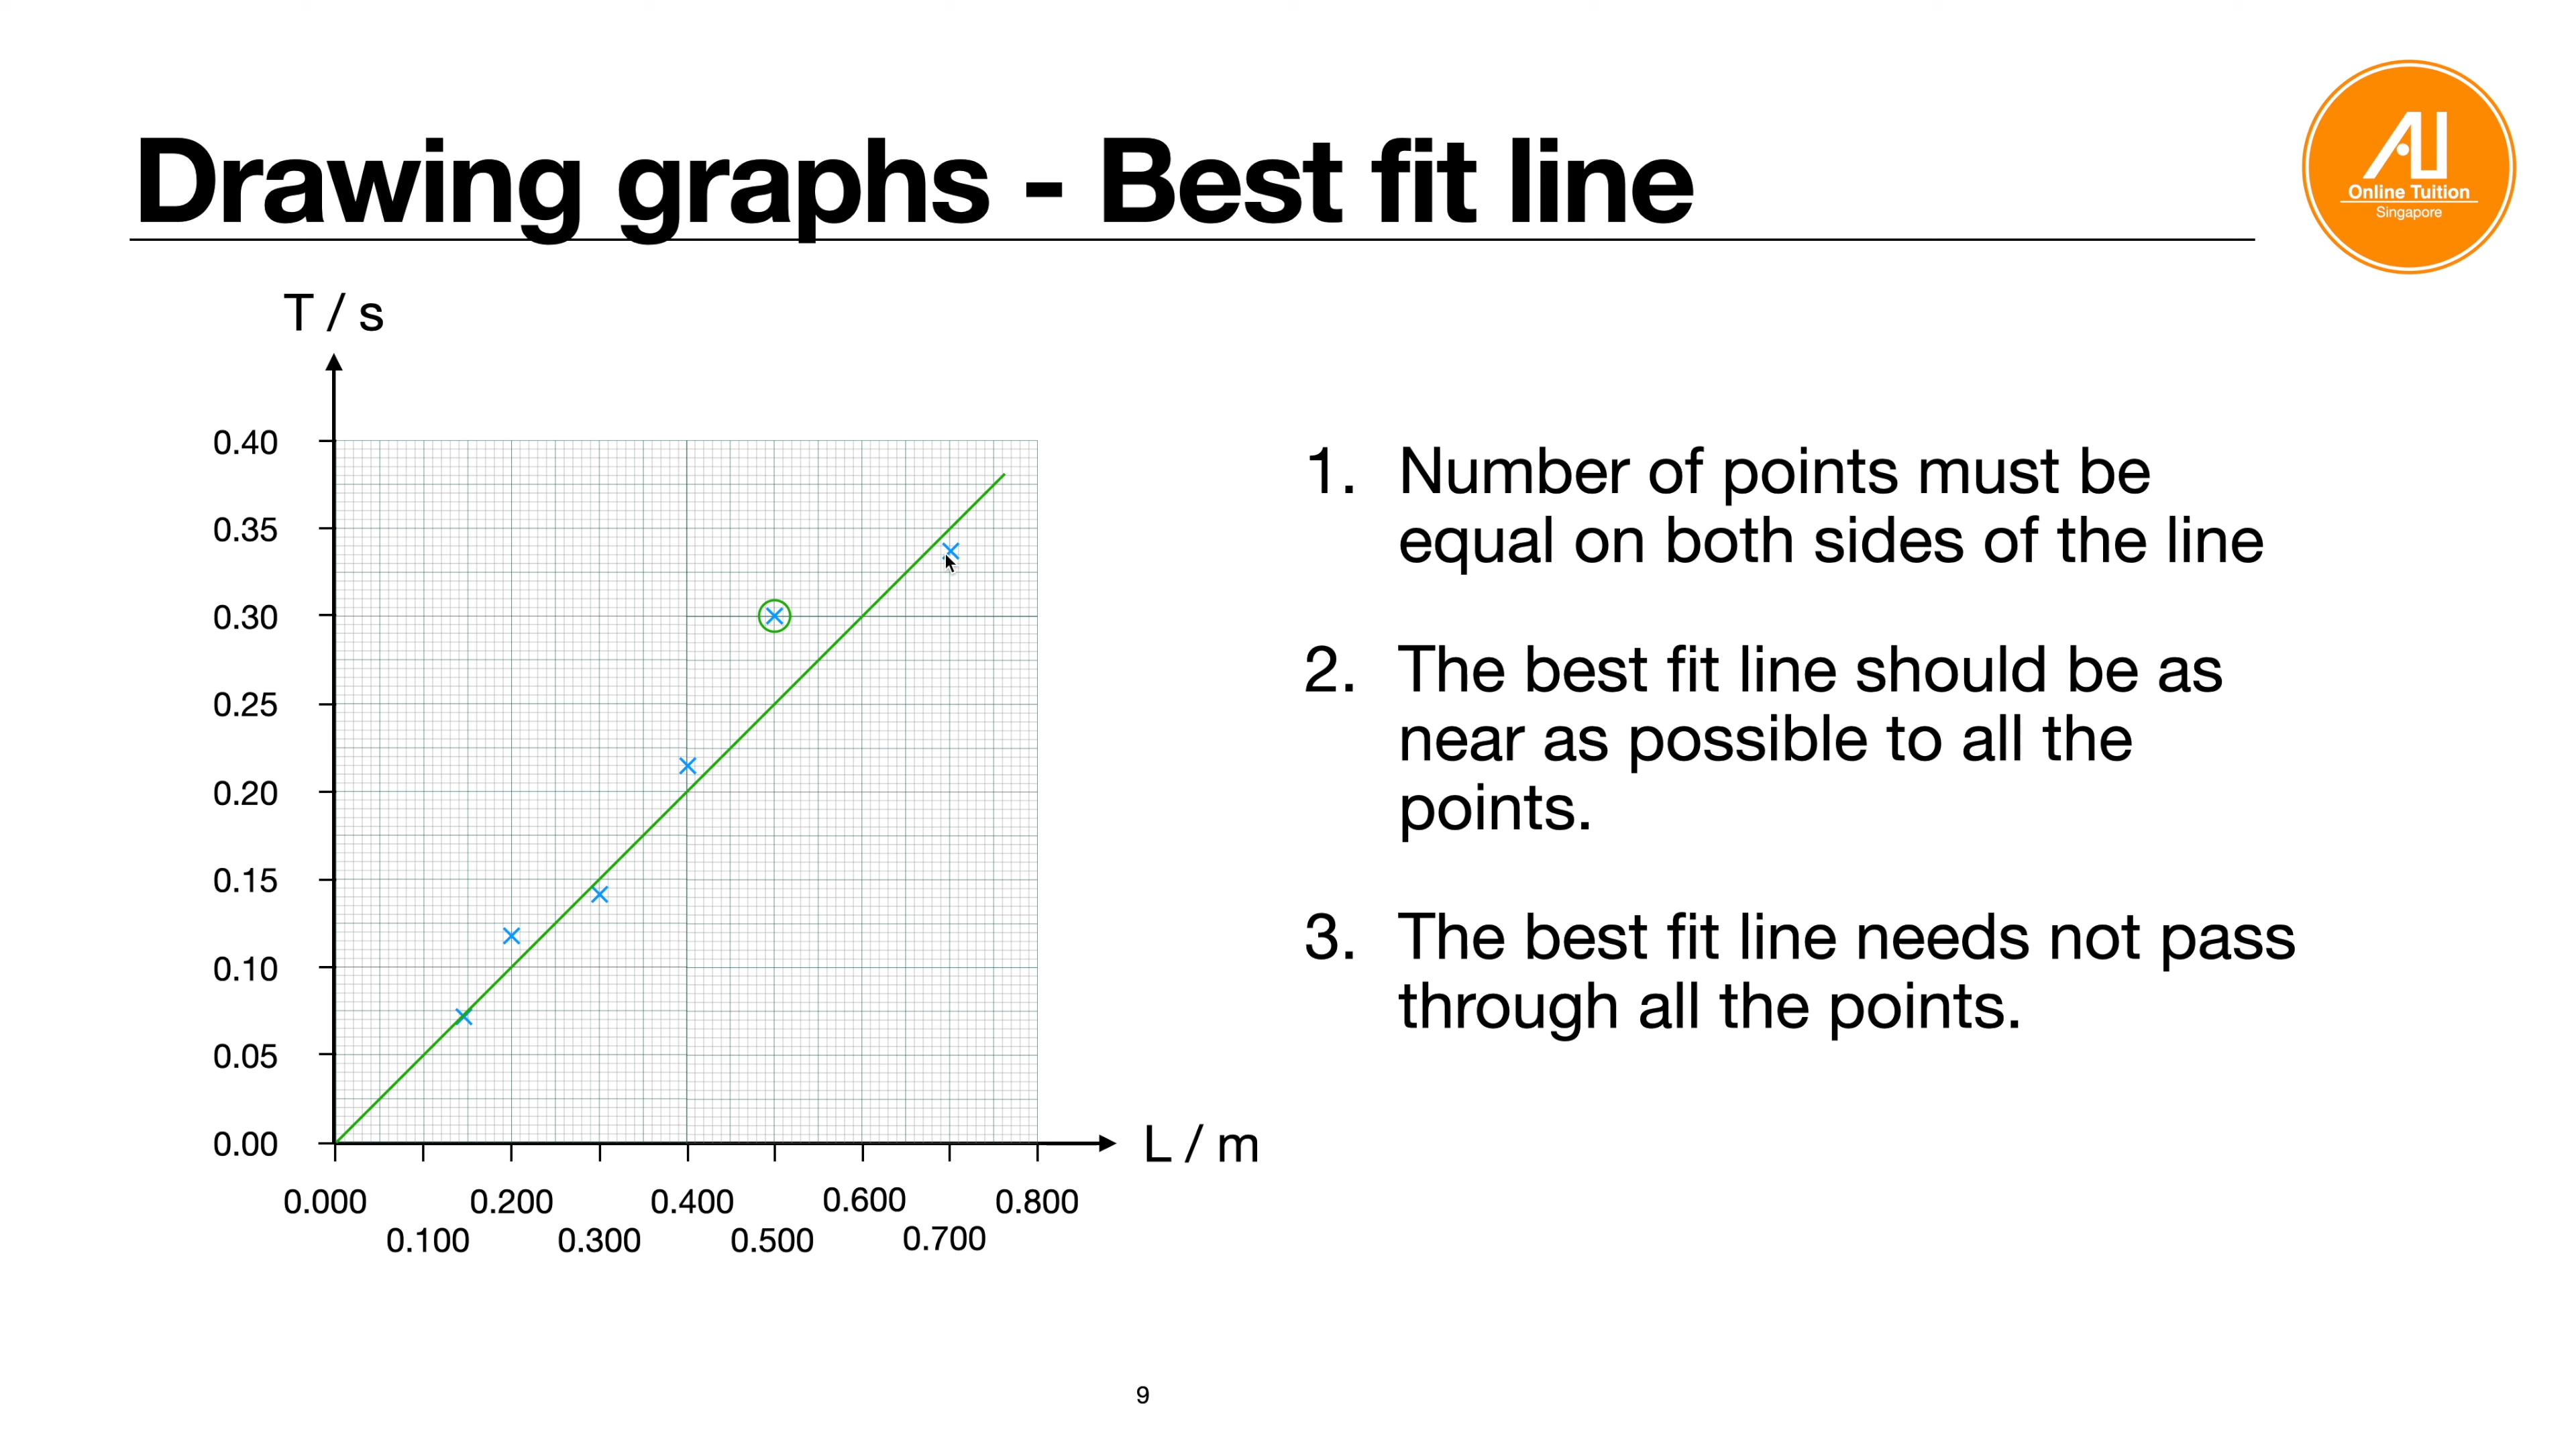 Drawing graphs - Best fit line
AU
Online Tuition
Singapore
T / s
0.40
0.35
0.30
0.25
0.20
0.15
0.10
0.05
0.00
L / m
0.000 0.200 0.400 0.600 0.800
0.100 0.300 0.500 0.700
1. Number of points must be
equal on both sides of the line
2. The best fit line should be as
near as possible to all the
points.
3. The best fit line needs not pass
through all the points.
9